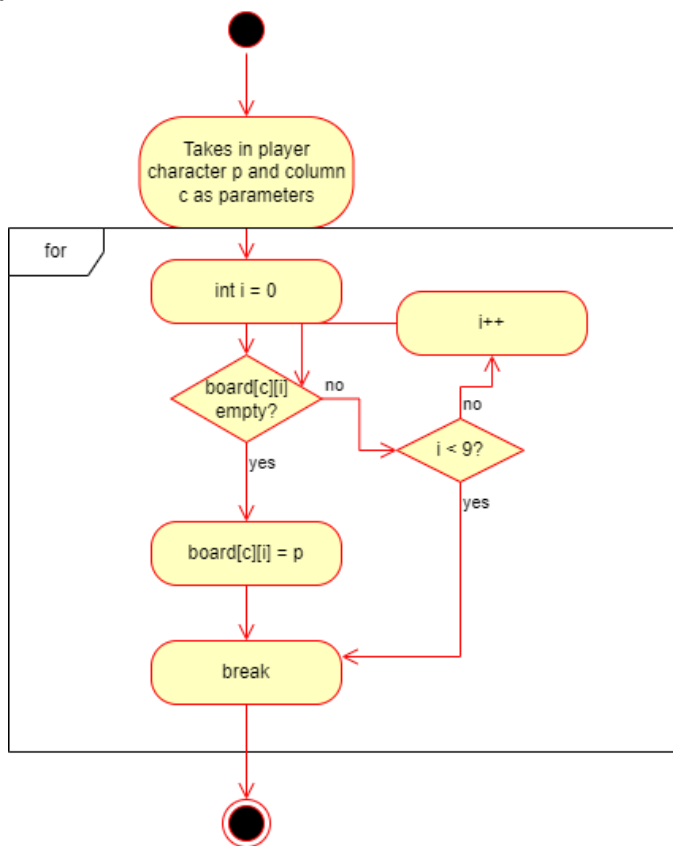 Takes in player
character p and column
c as parameters
for
int i = 0
i++
board[c][i]
empty?
no
no
i < 9?
yes
yes
board[c][i] = p
break